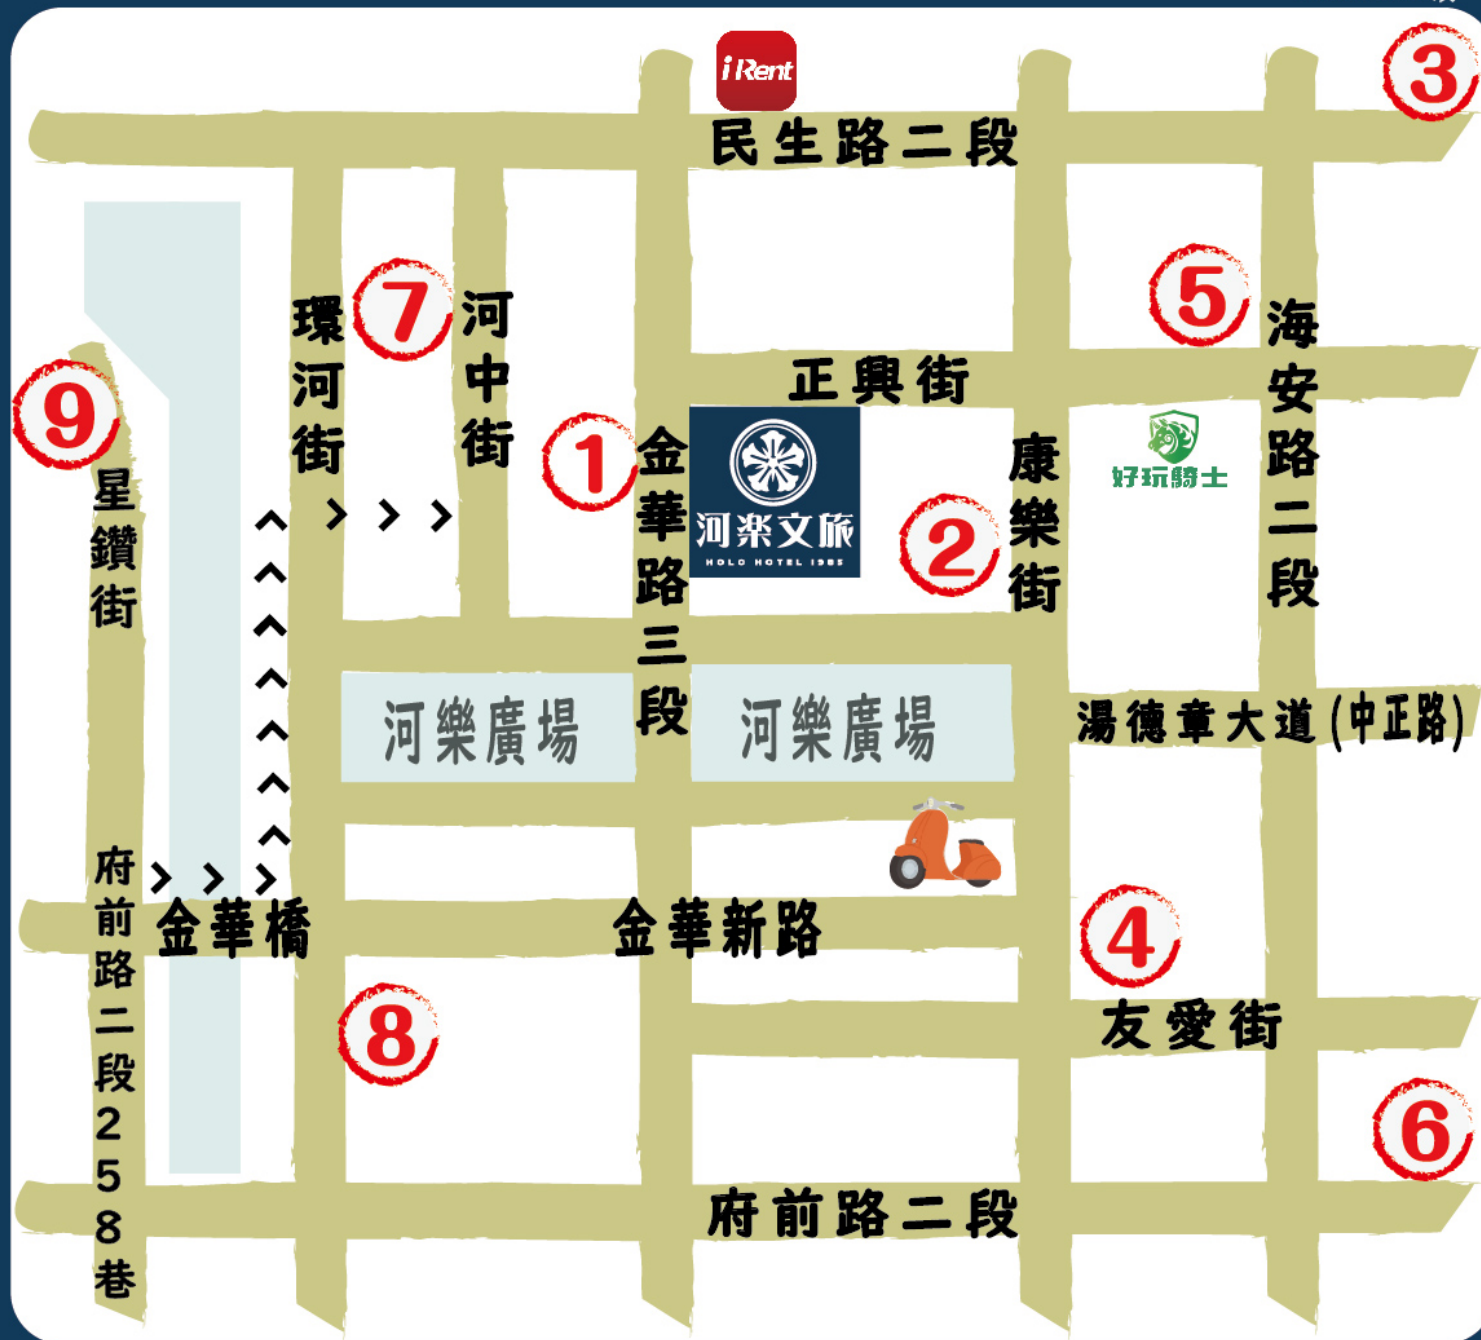 iRent
③
民生路二段
⑤
⑦
環河街
河中街
海安路二段
正興街
⑨
①
金華路三段
河楽文旅
HOLO HOTEL 1985
康樂街
好玩騎士
②
星鑽街
> > >
河樂廣場
河樂廣場
湯德章大道(中正路)
府前路二段258巷
> > >
金華橋
金華新路
④
⑧
友愛街
⑥
府前路二段